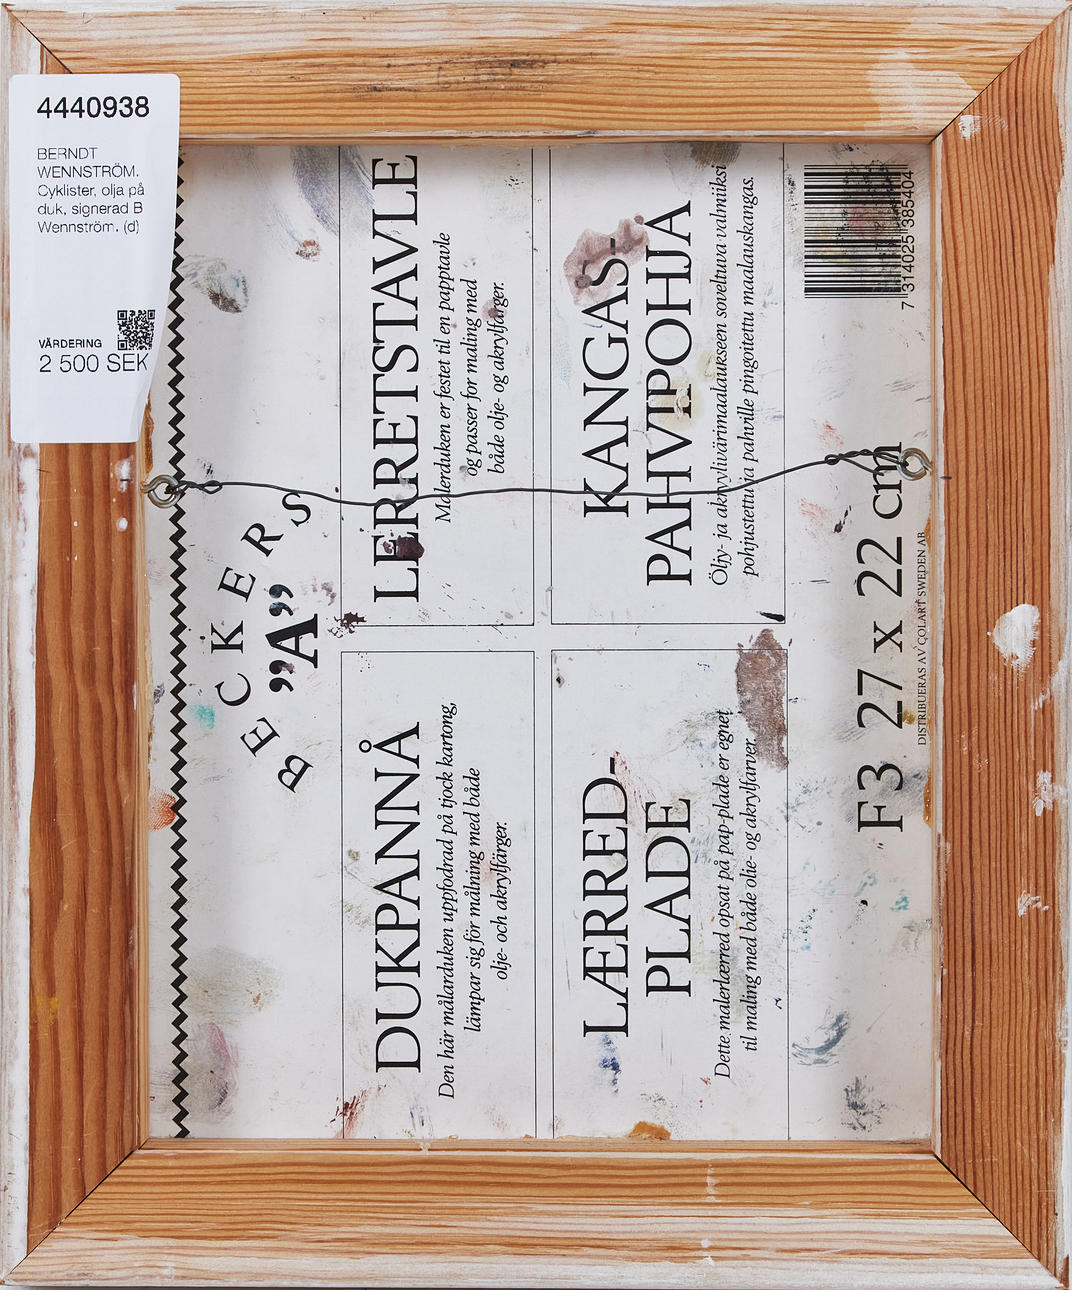 4440938
BERNDT
WENNSTRÖM.
Cyklister, olja på
duk, signerad B
Wennström. (d)
VÄRDERING
2 500 SEK
BECKERS
”A”
DUKPANNÅ
Den här målarduken uppfodrad på tjock kartong,
lämpar sig för målning med både
olje- och akrylfärger.
LERRETSTAVLE
Malerduken er festet til en papptavle
og passer for maling med
både olje- og akrylfarger.
LÆRRED-
PLADE
Dette malerlærred opsat på pap-plade er egnet
til maling med både olie- og akrylfarver.
KANGAS-
PAHVIPOHJA
Öljy- ja akryylivärimaalaukseen soveltuva valmiiksi
pohjustettu ja pahville pingoitettu maalauskangas.
F3 27 x 22 cm
DISTRIBUERAS AV COLART SWEDEN AB
7 314025 385404